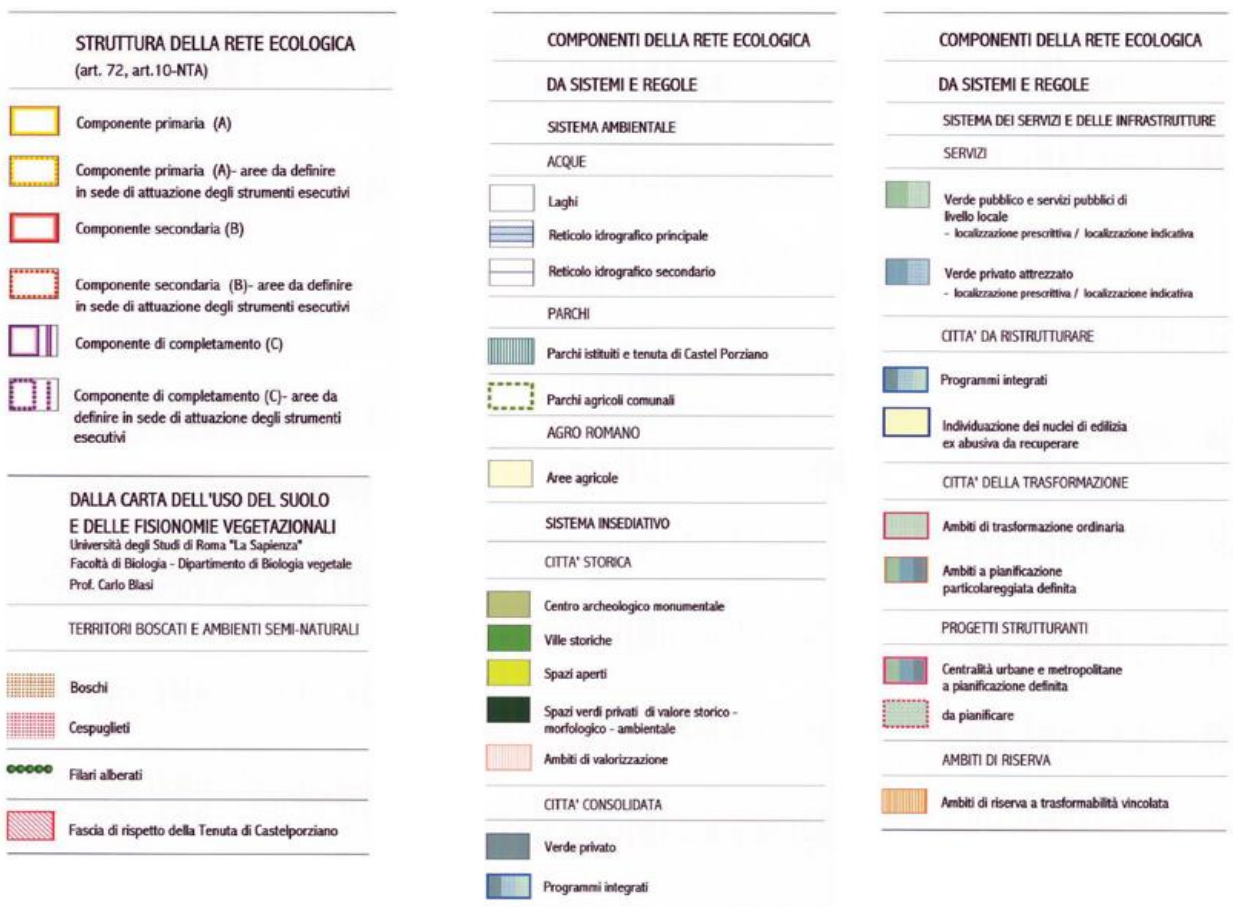 STRUTTURA DELLA RETE ECOLOGICA
(art. 72, art.10-NTA)
Componente primaria (A)
Componente primaria (A)- aree da definire
in sede di attuazione degli strumenti esecutivi
Componente secondaria (B)
Componente secondaria (B)- aree da definire
in sede di attuazione degli strumenti esecutivi
Componente di completamento (C)
Componente di completamento (C)- aree da
definire in sede di attuazione degli strumenti
esecutivi
DALLA CARTA DELL'USO DEL SUOLO
E DELLE FISIONOMIE VEGETAZIONALI
Università degli Studi di Roma "La Sapienza"
Facoltà di Biologia - Dipartimento di Biologia vegetale
Prof. Carlo Blasi
TERRITORI BOSCATI E AMBIENTI SEMI-NATURALI
Boschi
Cespuglieti
Filari alberati
Fascia di rispetto della Tenuta di Castelporziano
COMPONENTI DELLA RETE ECOLOGICA
DA SISTEMI E REGOLE
SISTEMA AMBIENTALE
ACQUE
Laghi
Reticolo idrografico principale
Reticolo idrografico secondario
PARCHI
Parchi istituiti e tenuta di Castel Porziano
Parchi agricoli comunali
AGRO ROMANO
Aree agricole
SISTEMA INSEDIATIVO
CITTA' STORICA
Centro archeologico monumentale
Ville storiche
Spazi aperti
Spazi verdi privati di valore storico -
morfologico - ambientale
Ambiti di valorizzazione
CITTA' CONSOLIDATA
Verde privato
Programmi integrati
COMPONENTI DELLA RETE ECOLOGICA
DA SISTEMI E REGOLE
SISTEMA DEI SERVIZI E DELLE INFRASTRUTTURE
SERVIZI
Verde pubblico e servizi pubblici di
livello locale
- localizzazione prescrittiva / localizzazione indicativa
Verde privato attrezzato
- localizzazione prescrittiva / localizzazione indicativa
CITTA' DA RISTRUTTURARE
Programmi integrati
Individuazione dei nuclei di edilizia
ex abusiva da recuperare
CITTA' DELLA TRASFORMAZIONE
Ambiti di trasformazione ordinaria
Ambiti a pianificazione
particolareggiata definita
PROGETTI STRUTTURANTI
Centralità urbane e metropolitane
a pianificazione definita
da pianificare
AMBITI DI RISERVA
Ambiti di riserva a trasformabilità vincolata